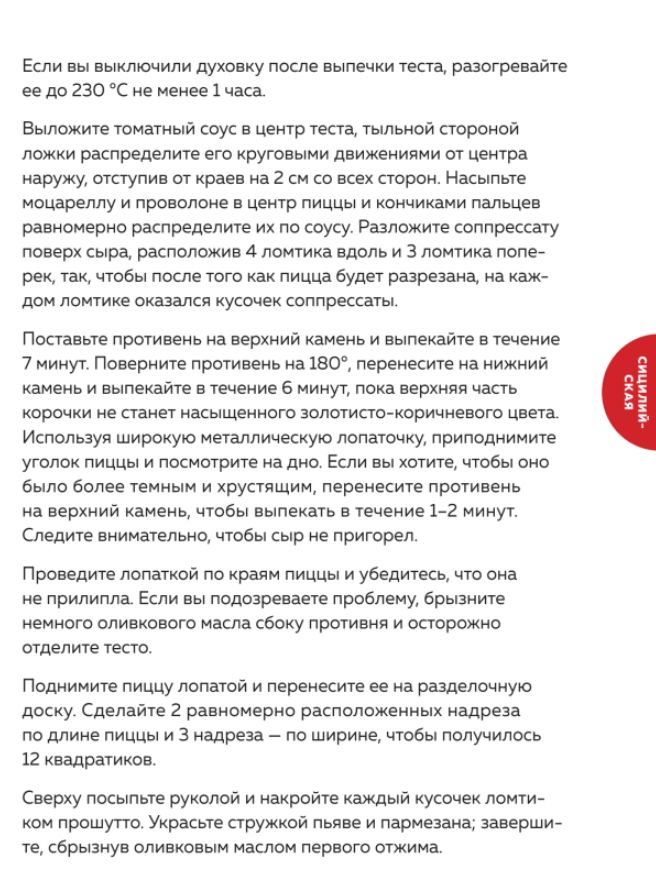 Если вы выключили духовку после выпечки теста, разогревайте
ее до 230 °C не менее 1 часа.
Выложите томатный соус в центр теста, тыльной стороной
ложки распределите его круговыми движениями от центра
наружу, отступив от краев на 2 см со всех сторон. Насыпьте
моцареллу и проволоне в центр пиццы и кончиками пальцев
равномерно распределите их по соусу. Разложите соппрессату
поверх сыра, расположив 4 ломтика вдоль и 3 ломтика попе-
рек, так, чтобы после того как пицца будет разрезана, на каж-
дом ломтике оказался кусочек соппрессаты.
Поставьте противень на верхний камень и выпекайте в течение
7 минут. Поверните противень на 180°, перенесите на нижний
камень и выпекайте в течение 6 минут, пока верхняя часть
корочки не станет насыщенного золотисто-коричневого цвета.
Используя широкую металлическую лопаточку, приподнимите
уголок пиццы и посмотрите на дно. Если вы хотите, чтобы оно
было более темным и хрустящим, перенесите противень
на верхний камень, чтобы выпекать в течение 1–2 минут.
Следите внимательно, чтобы сыр не пригорел.
Проведите лопаткой по краям пиццы и убедитесь, что она
не прилипла. Если вы подозреваете проблему, брызните
немного оливкового масла сбоку противня и осторожно
отделите тесто.
Поднимите пиццу лопатой и перенесите ее на разделочную
доску. Сделайте 2 равномерно расположенных надреза
по длине пиццы и 3 надреза — по ширине, чтобы получилось
12 квадратиков.
Сверху посыпьте руколой и накройте каждый кусочек ломти-
ком прошутто. Украсьте стружкой пьяве и пармезана; заверши-
те, сбрызнув оливковым маслом первого отжима.
СИЦИЛИЙ-
СКАЯ